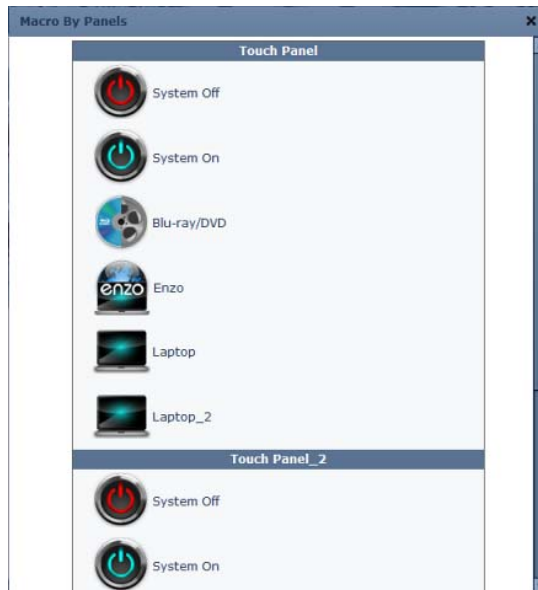 Macro By Panels
Touch Panel
System Off
System On
Blu-ray/DVD
enzo Enzo
Laptop
Laptop_2
Touch Panel_2
System Off
System On